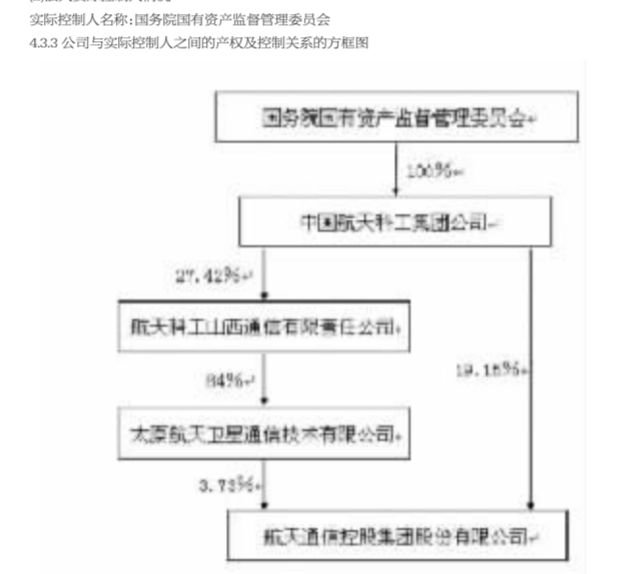 实际控制人名称:国务院国有资产监督管理委员会
4.3.3 公司与实际控制人之间的产权及控制关系的方框图
国务院国有资产监督管理委员会
100%
中国航天科工集团公司
27.42%
航天科工山西通信有限责任公司
84%
太原航天卫星通信技术有限公司
3.73%
航天通信控股集团股份有限公司